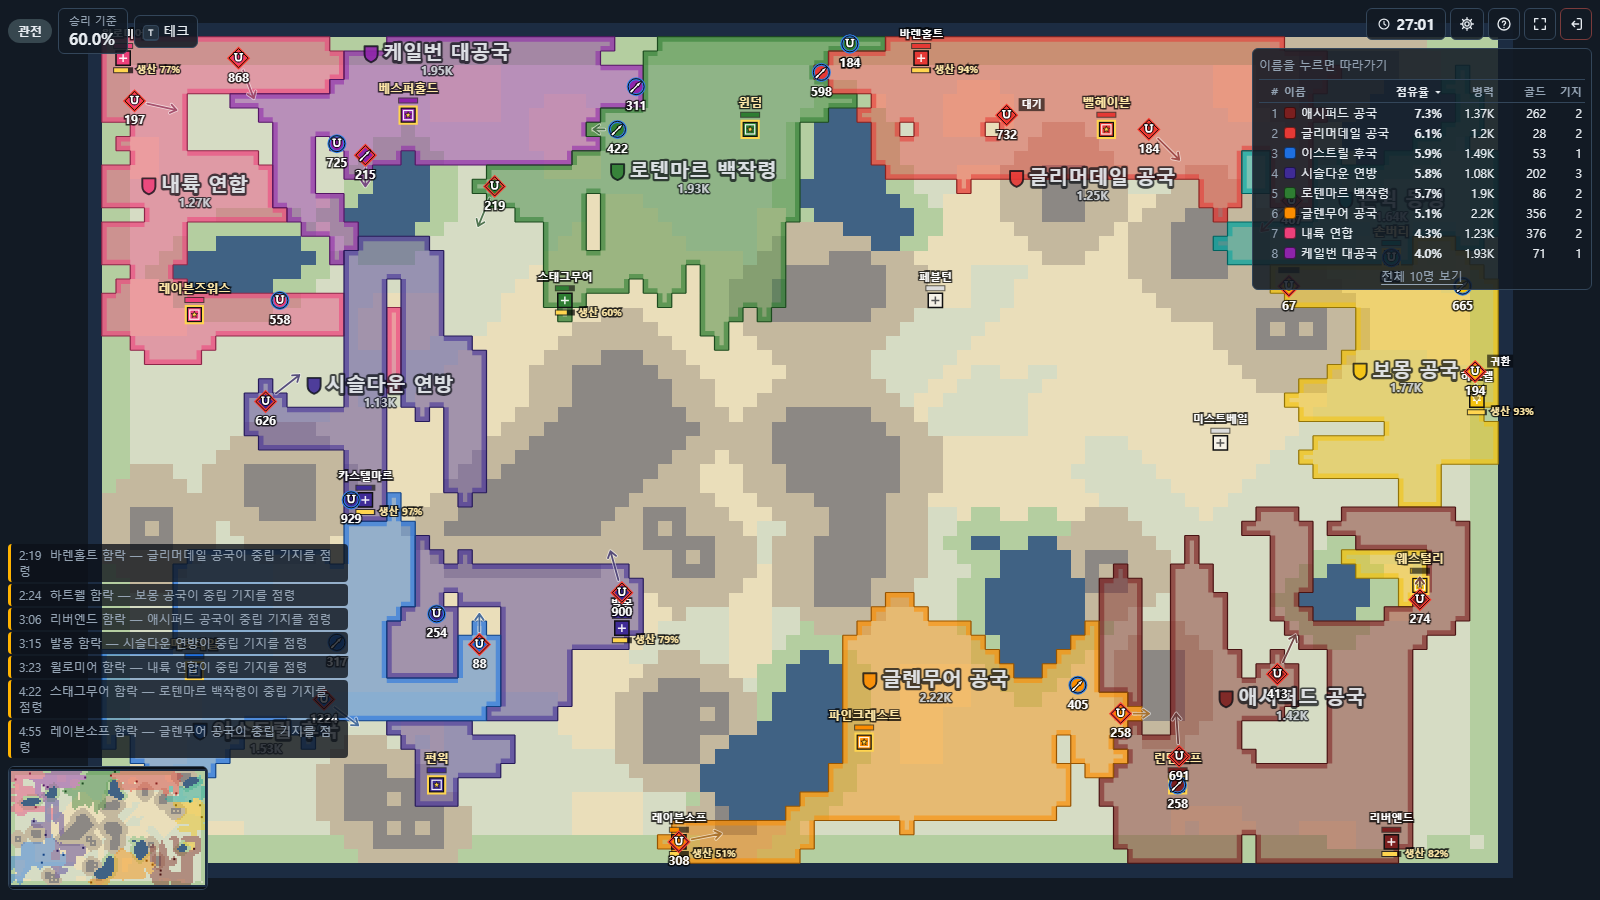 관전
승리 기준
60.0%
T 테크
27:01
이름을 누르면 따라가기
# 이름 점유율 병력 골드 기지
1 애시퍼드 공국 7.3% 1.37K 262 2
2 글리머데일 공국 6.1% 1.2K 28 2
3 이스트릴 후국 5.9% 1.49K 53 1
4 시슬다운 연방 5.8% 1.08K 202 3
5 로텐마르 백작령 5.7% 1.9K 86 2
6 글렌무어 공국 5.1% 2.2K 356 2
7 내륙 연합 4.3% 1.23K 376 2
8 케일번 대공국 4.0% 1.93K 71 1
전체 10명 보기
생산 77%
868
197
케일번 대공국
1.95K
베스퍼홀드
311
725
215
422
윈덤
184
598
바렌홀트
생산 94%
대기
732
벨헤이븐
184
내륙 연합
1.27K
로텐마르 백작령
1.93K
글리머데일 공국
1.25K
219
레이븐즈워스
558
스태그무어
생산 60%
페블턴
67
665
시슬다운 연방
1.13K
626
보몽 공국
1.77K
귀환
194
생산 93%
미스트베일
카스텔마르
929
생산 97%
웨스털리
274
2:19 바렌홀트 함락 — 글리머데일 공국이 중립 기지를 점
령
2:24 하트웰 함락 — 보몽 공국이 중립 기지를 점령
3:06 리버엔드 함락 — 애시퍼드 공국이 중립 기지를 점령
3:15 발몽 함락 — 시슬다운 연방이 중립 기지를 점령
3:23 윌로미어 함락 — 내륙 연합이 중립 기지를 점령
4:22 스태그무어 함락 — 로텐마르 백작령이 중립 기지를
점령
4:55 레이븐소프 함락 — 글렌무어 공국이 중립 기지를 점
령
317
1224
1.53K
254
88
900
생산 79%
글렌무어 공국
2.22K
파인크레스트
405
258
413
애시퍼드 공국
1.42K
691
258
펀윅
레이븐소프
308
생산 51%
리버엔드
생산 82%